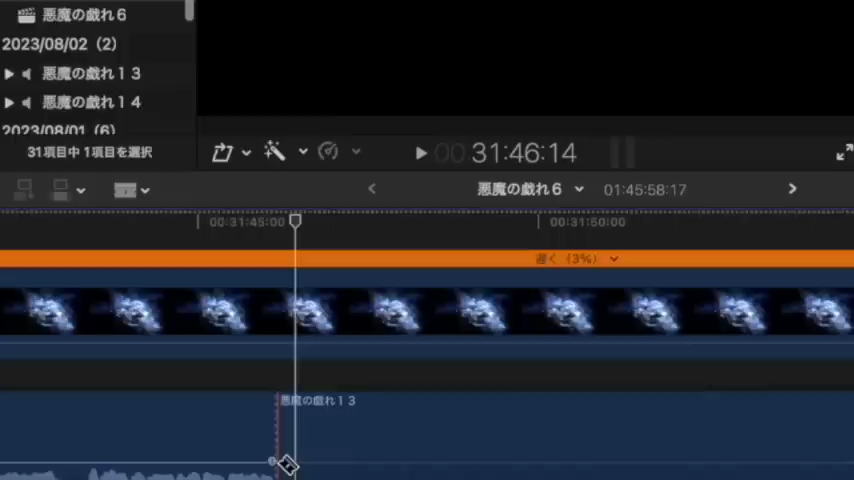 悪魔の戯れ6
2023/08/02（2）
悪魔の戯れ１３
悪魔の戯れ１４
2023/08/01（6）
31項目中 1項目を選択
00 31:46:14
悪魔の戯れ6
01:45:58:17
00:31:45:00
00:31:50:00
遅く（3%）
悪魔の戯れ１３